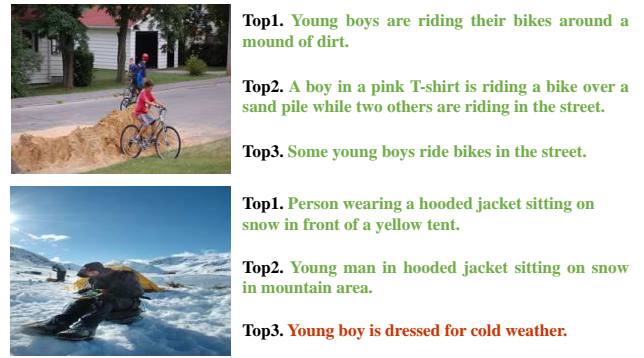 Top1. Young boys are riding their bikes around a
mound of dirt.
Top2. A boy in a pink T-shirt is riding a bike over a
sand pile while two others are riding in the street.
Top3. Some young boys ride bikes in the street.
Top1. Person wearing a hooded jacket sitting on
snow in front of a yellow tent.
Top2. Young man in hooded jacket sitting on snow
in mountain area.
Top3. Young boy is dressed for cold weather.